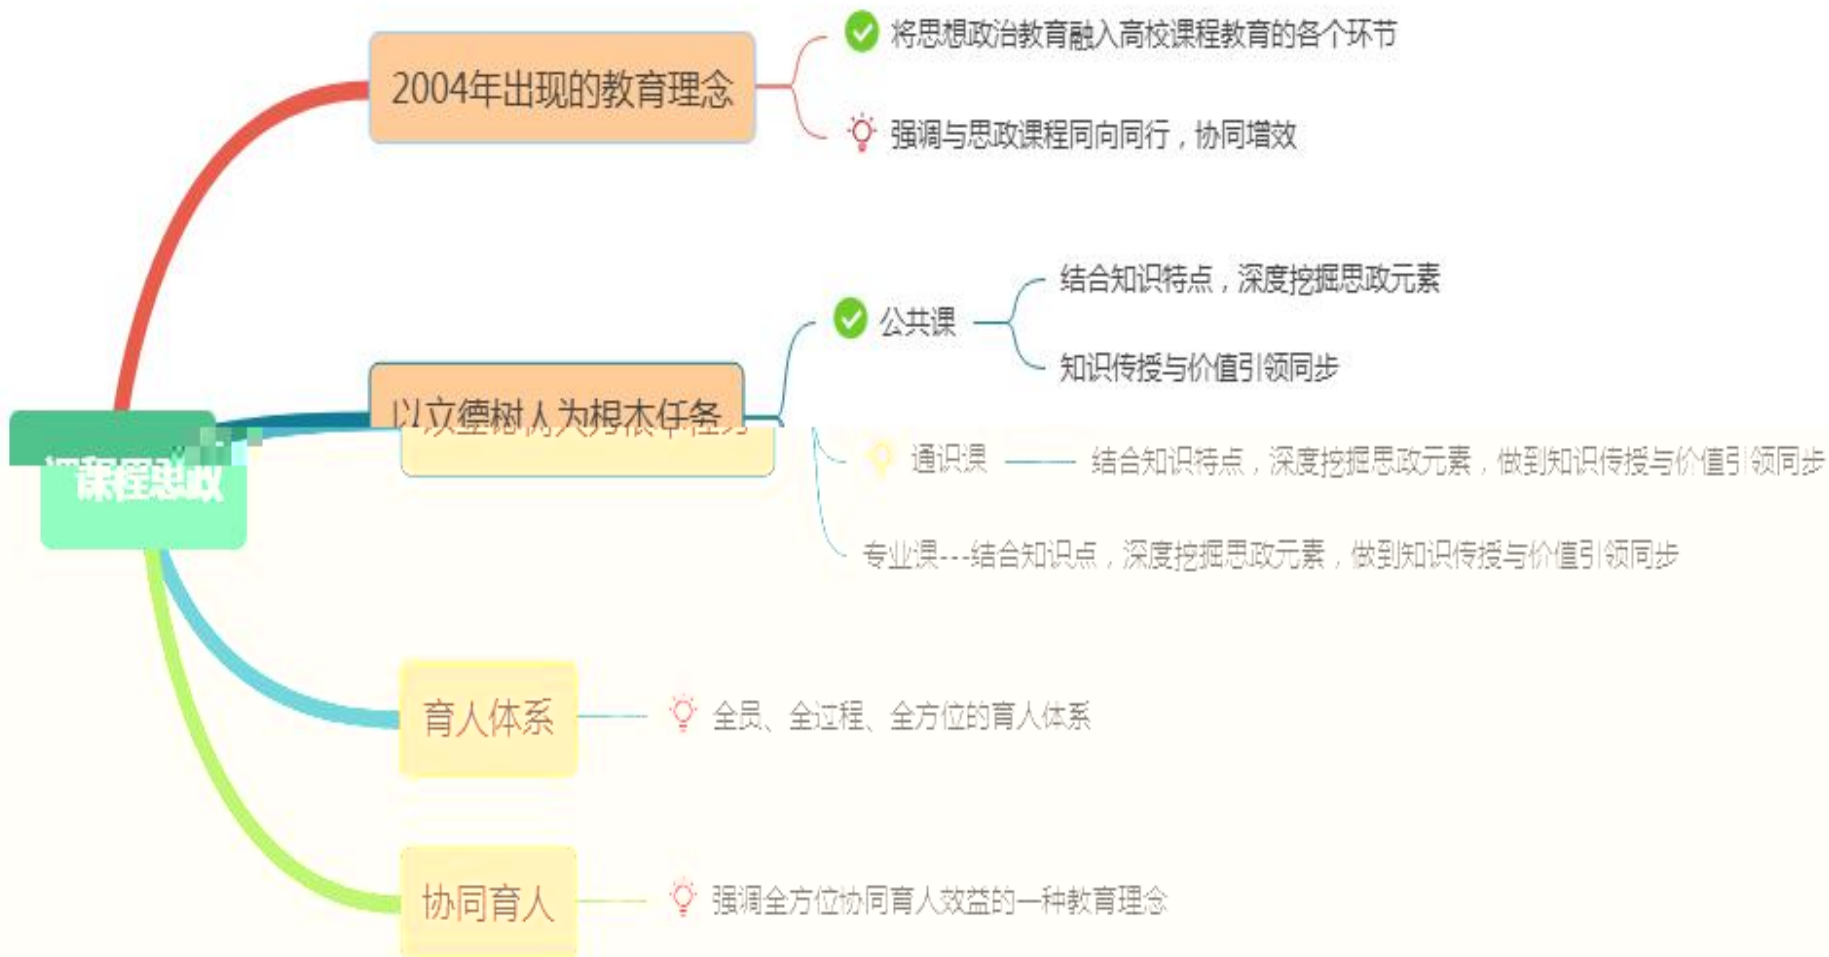 2004年出现的教育理念
将思想政治教育融入高校课程教育的各个环节
强调与思政课程同向同行，协同增效
以立德树人为根本任务
公共课
结合知识特点，深度挖掘思政元素
知识传授与价值引领同步
通识课
结合知识特点，深度挖掘思政元素，做到知识传授与价值引领同步
专业课---结合知识点，深度挖掘思政元素，做到知识传授与价值引领同步
课程思政
育人体系
全员、全过程、全方位的育人体系
协同育人
强调全方位协同育人效益的一种教育理念